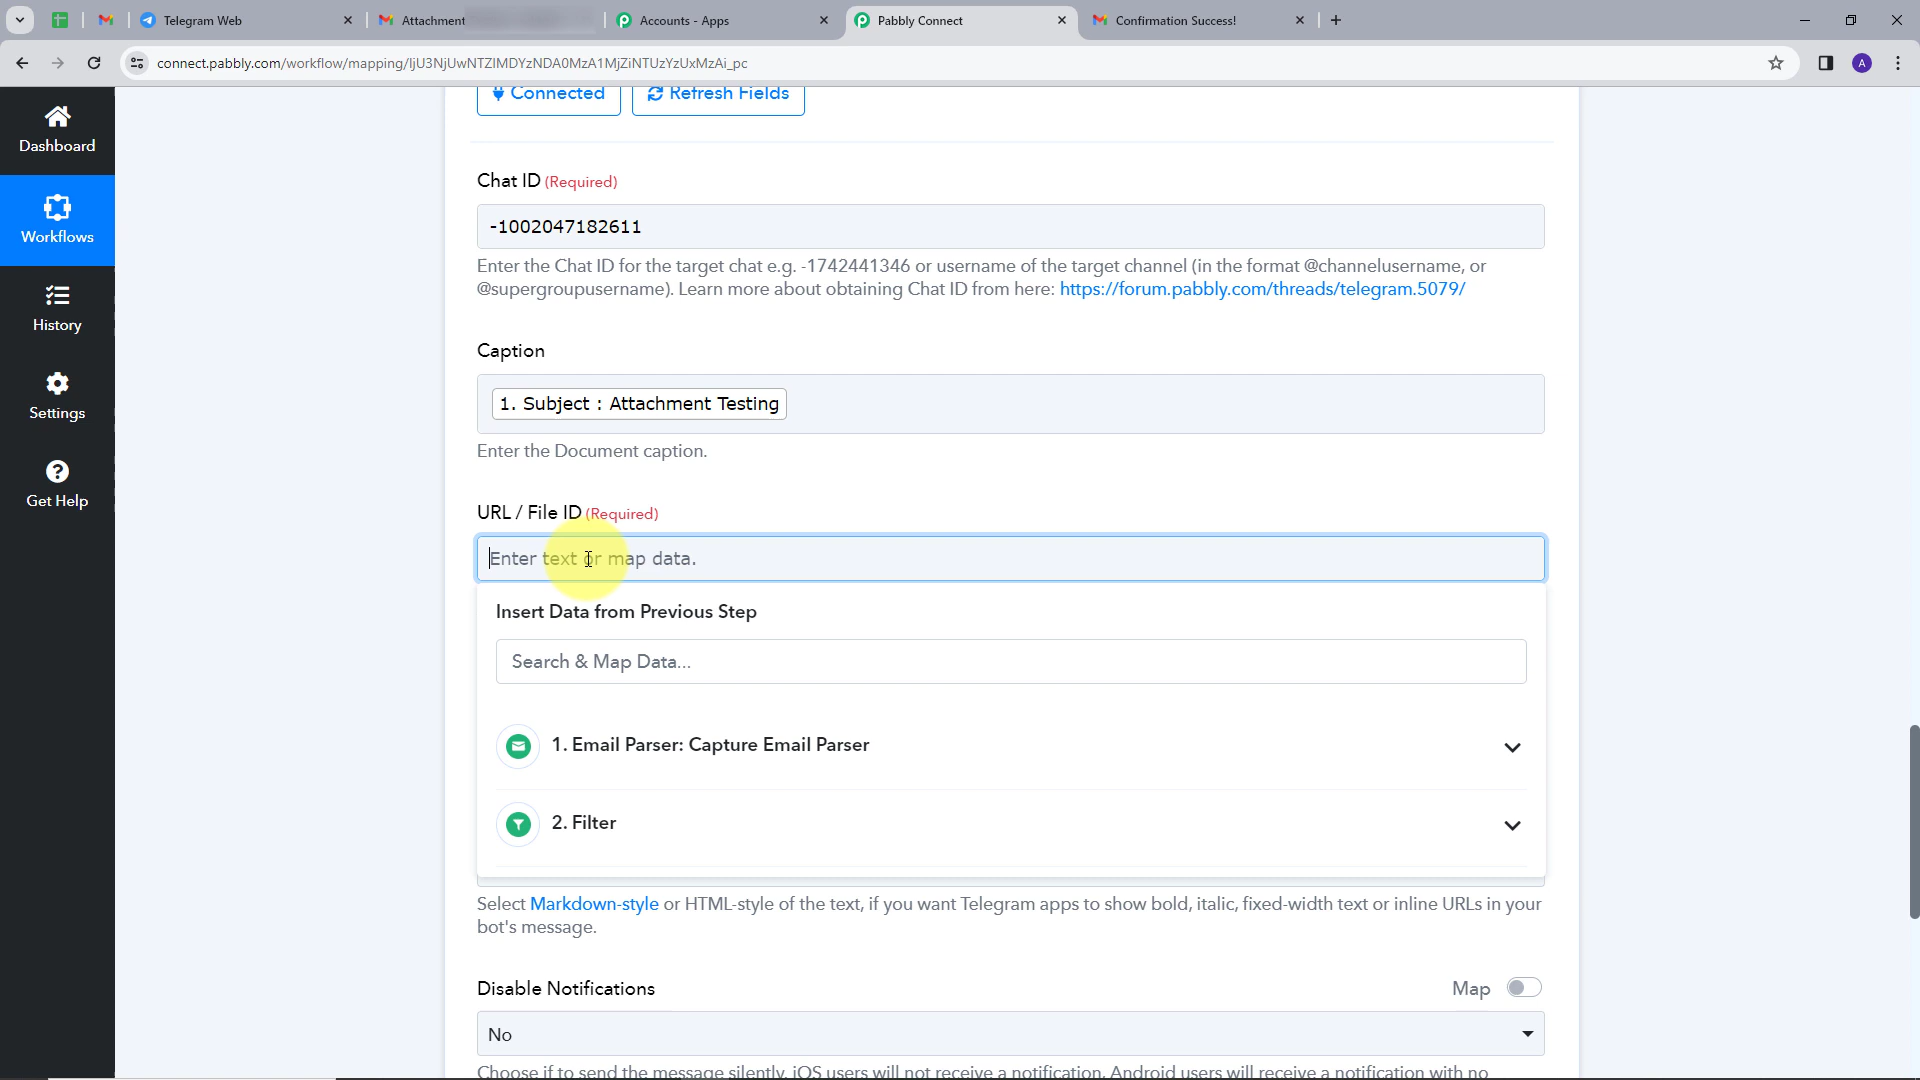 Telegram Web
Attachment
Accounts - Apps
Pabbly Connect
Confirmation Success!
connect.pabbly.com/workflow/mapping/IjU3NjUwNTZlMDYzNDA0MzA1MjZiNTUzYzUxMzAi_pc
Dashboard
Workflows
History
Settings
Get Help
Connected
Refresh Fields
Chat ID (Required)
-1002047182611
Enter the Chat ID for the target chat e.g. -1742441346 or username of the target channel (in the format @channelusername, or
@supergroupusername). Learn more about obtaining Chat ID from here: https://forum.pabbly.com/threads/telegram.5079/
Caption
1. Subject : Attachment Testing
Enter the Document caption.
URL / File ID (Required)
Enter text or map data.
Insert Data from Previous Step
Search & Map Data...
1. Email Parser: Capture Email Parser
2. Filter
Select Markdown-style or HTML-style of the text, if you want Telegram apps to show bold, italic, fixed-width text or inline URLs in your
bot's message.
Disable Notifications
Map
No
Choose if to send the message silently. iOS users will not receive a notification. Android users will receive a notification with no